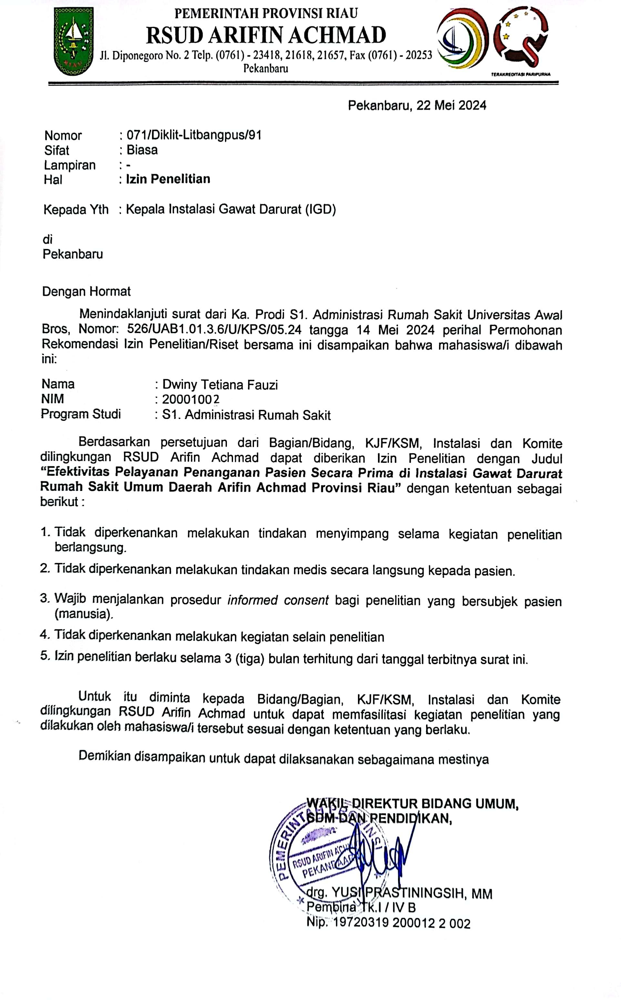 PEMERINTAH PROVINSI RIAU
RSUD ARIFIN ACHMAD
Jl. Diponegoro No. 2 Telp. (0761) - 23418, 21618, 21657, Fax (0761) - 20253
Pekanbaru
RIAU
TERAKREDITASI PARIPURNA
Pekanbaru, 22 Mei 2024
Nomor : 071/Diklit-Litbangpus/91
Sifat : Biasa
Lampiran : -
Hal : Izin Penelitian
Kepada Yth : Kepala Instalasi Gawat Darurat (IGD)
di
Pekanbaru
Dengan Hormat
Menindaklanjuti surat dari Ka. Prodi S1. Administrasi Rumah Sakit Universitas Awal
Bros, Nomor: 526/UAB1.01.3.6/U/KPS/05.24 tangga 14 Mei 2024 perihal Permohonan
Rekomendasi Izin Penelitian/Riset bersama ini disampaikan bahwa mahasiswa/i dibawah
ini:
Nama : Dwiny Tetiana Fauzi
NIM : 20001002
Program Studi : S1. Administrasi Rumah Sakit
Berdasarkan persetujuan dari Bagian/Bidang, KJF/KSM, Instalasi dan Komite
dilingkungan RSUD Arifin Achmad dapat diberikan Izin Penelitian dengan Judul
“Efektivitas Pelayanan Penanganan Pasien Secara Prima di Instalasi Gawat Darurat
Rumah Sakit Umum Daerah Arifin Achmad Provinsi Riau” dengan ketentuan sebagai
berikut :
1. Tidak diperkenankan melakukan tindakan menyimpang selama kegiatan penelitian
berlangsung.
2. Tidak diperkenankan melakukan tindakan medis secara langsung kepada pasien.
3. Wajib menjalankan prosedur informed consent bagi penelitian yang bersubjek pasien
(manusia).
4. Tidak diperkenankan melakukan kegiatan selain penelitian
5. Izin penelitian berlaku selama 3 (tiga) bulan terhitung dari tanggal terbitnya surat ini.
Untuk itu diminta kepada Bidang/Bagian, KJF/KSM, Instalasi dan Komite
dilingkungan RSUD Arifin Achmad untuk dapat memfasilitasi kegiatan penelitian yang
dilakukan oleh mahasiswa/i tersebut sesuai dengan ketentuan yang berlaku.
Demikian disampaikan untuk dapat dilaksanakan sebagaimana mestinya
WAKIL DIREKTUR BIDANG UMUM,
SDM DAN PENDIDIKAN,
PEMERINTAH PROVINSI
RSUD ARIFIN
drg. YUSI PRASTININGSIH, MM
Pembina Tk.I / IV B
Nip. 19720319 200012 2 002